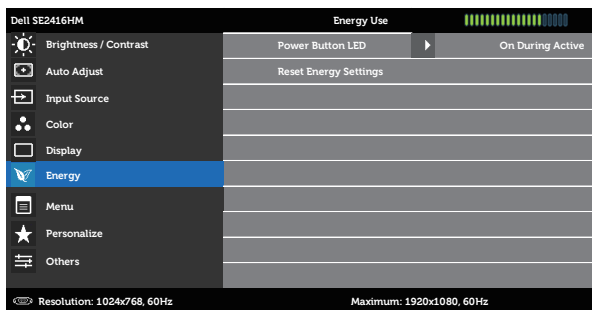 Dell SE2416HM Energy Use
Brightness / Contrast Power Button LED On During Active
Auto Adjust Reset Energy Settings
Input Source
Color
Display
Energy
Menu
Personalize
Others
Resolution: 1024x768, 60Hz Maximum: 1920x1080, 60Hz